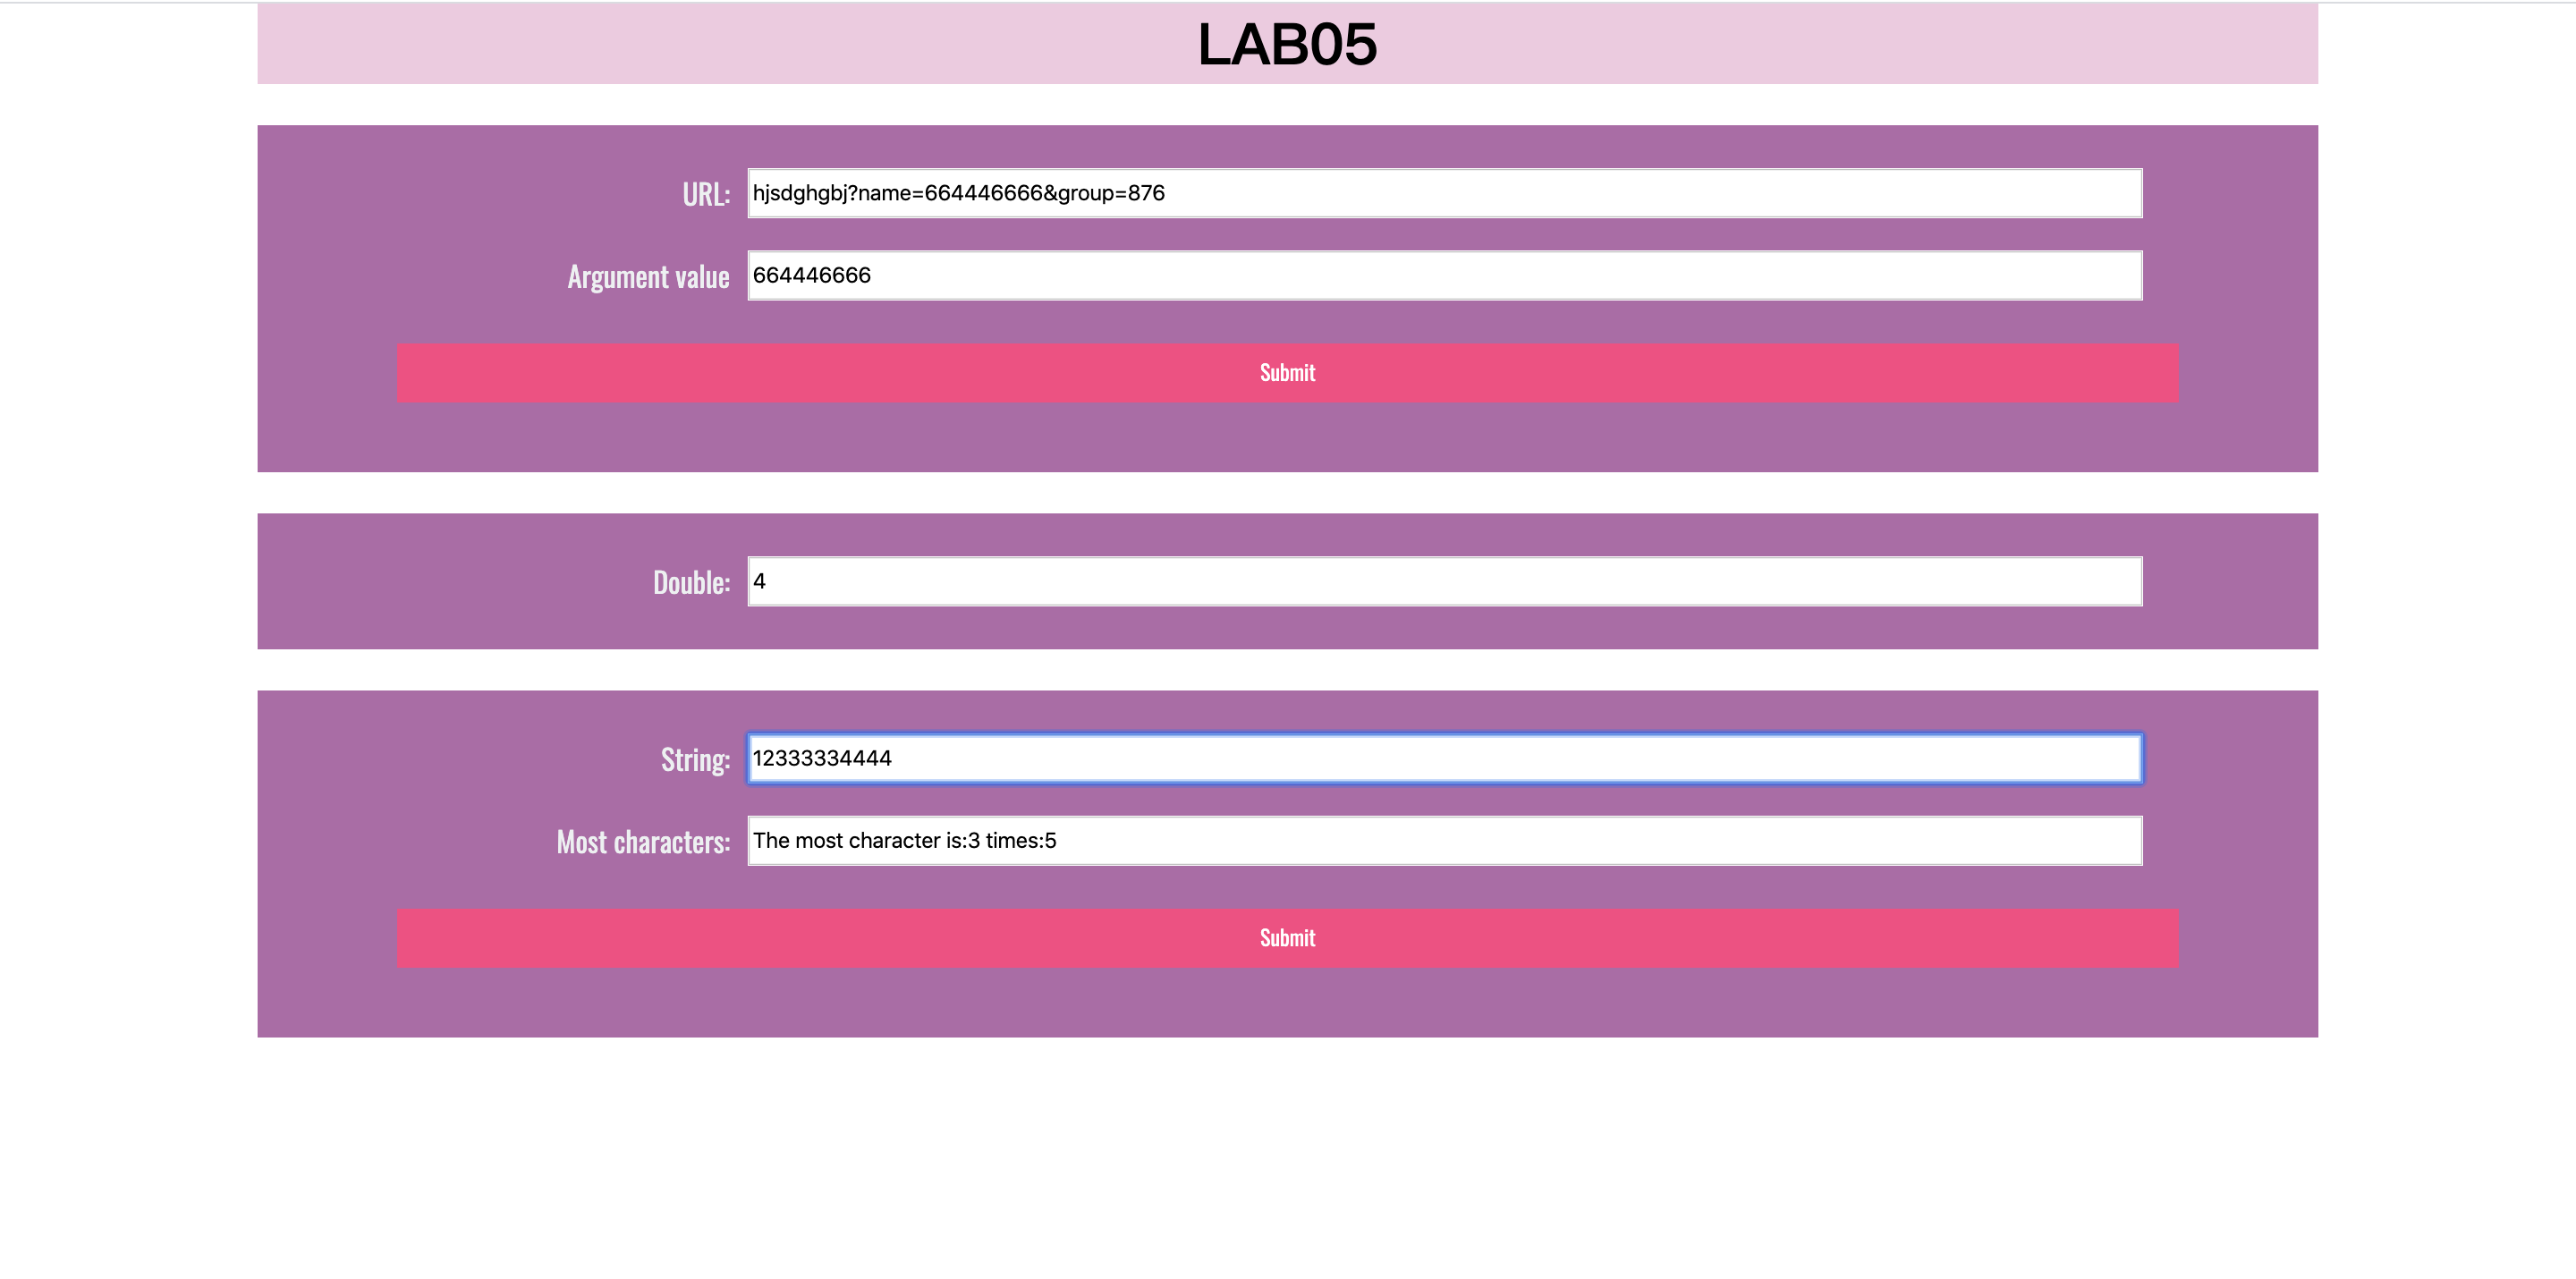 LAB05
URL: hjsdghgbj?name=664446666&group=876
Argument value 664446666
Submit
Double: 4
String: 12333334444
Most characters: The most character is:3 times:5
Submit